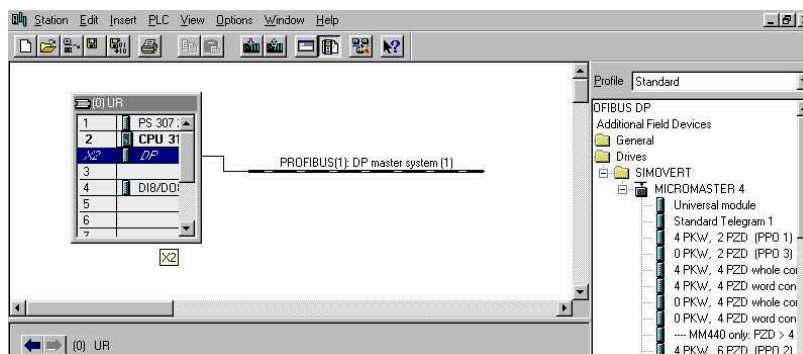 Station Edit Insert PLC View Options Window Help
(0) UR
1 PS 307
2 CPU 31
X2 DP
3
4 DI8/DO8
5
6
7
X2
PROFIBUS(1): DP master system (1)
(0) UR
Profile Standard
OFIBUS DP
Additional Field Devices
General
Drives
SIMOVERT
MICROMASTER 4
Universal module
Standard Telegram 1
4 PKW, 2 PZD (PPO 1)
0 PKW, 2 PZD (PPO 3)
4 PKW, 4 PZD whole con
4 PKW, 4 PZD word con
0 PKW, 4 PZD whole con
0 PKW, 4 PZD word con
---- MM440 only: PZD > 4
4 PKW, 6 PZD (PPO 2)